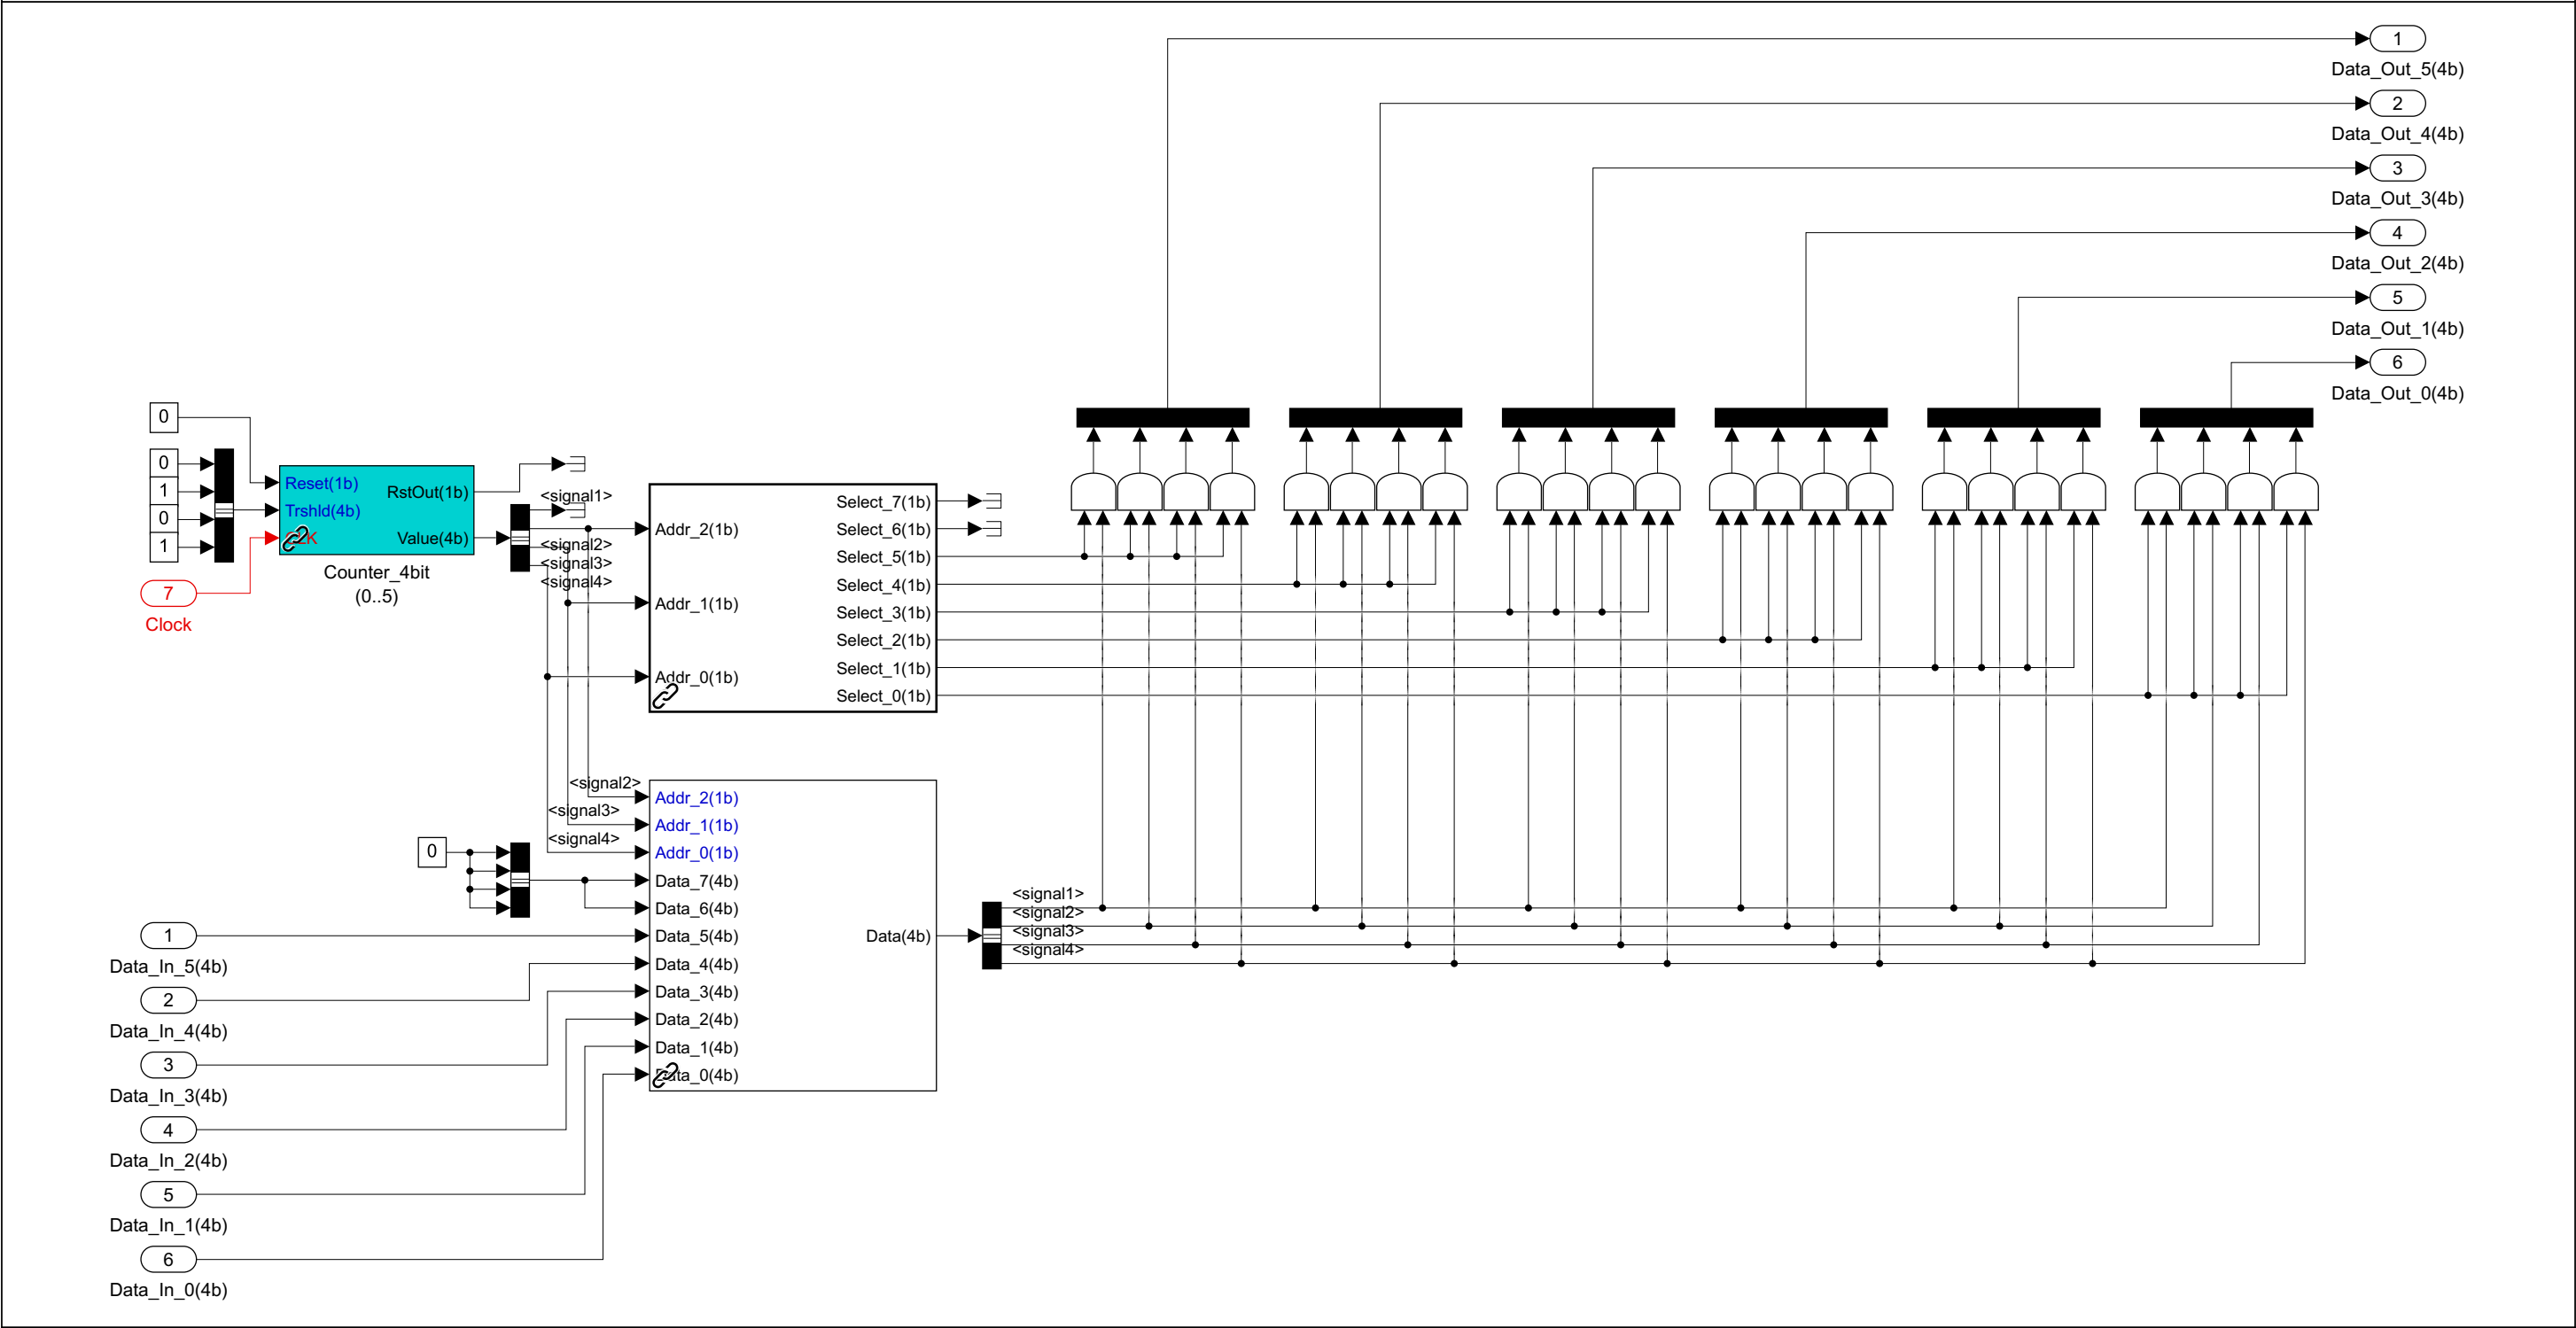 1
Data_Out_5(4b)
2
Data_Out_4(4b)
3
Data_Out_3(4b)
4
Data_Out_2(4b)
5
Data_Out_1(4b)
6
Data_Out_0(4b)
0
0
1
0
1
Reset(1b)
Trshld(4b)
RstOut(1b)
Value(4b)
Counter_4bit
(0..5)
7
Clock
<signal1>
<signal2>
<signal3>
<signal4>
Addr_2(1b)
Addr_1(1b)
Addr_0(1b)
Select_7(1b)
Select_6(1b)
Select_5(1b)
Select_4(1b)
Select_3(1b)
Select_2(1b)
Select_1(1b)
Select_0(1b)
<signal2>
<signal3>
<signal4>
0
Addr_2(1b)
Addr_1(1b)
Addr_0(1b)
Data_7(4b)
Data_6(4b)
Data_5(4b)
Data_4(4b)
Data_3(4b)
Data_2(4b)
Data_1(4b)
Data_0(4b)
Data(4b)
<signal1>
<signal2>
<signal3>
<signal4>
1
Data_In_5(4b)
2
Data_In_4(4b)
3
Data_In_3(4b)
4
Data_In_2(4b)
5
Data_In_1(4b)
6
Data_In_0(4b)